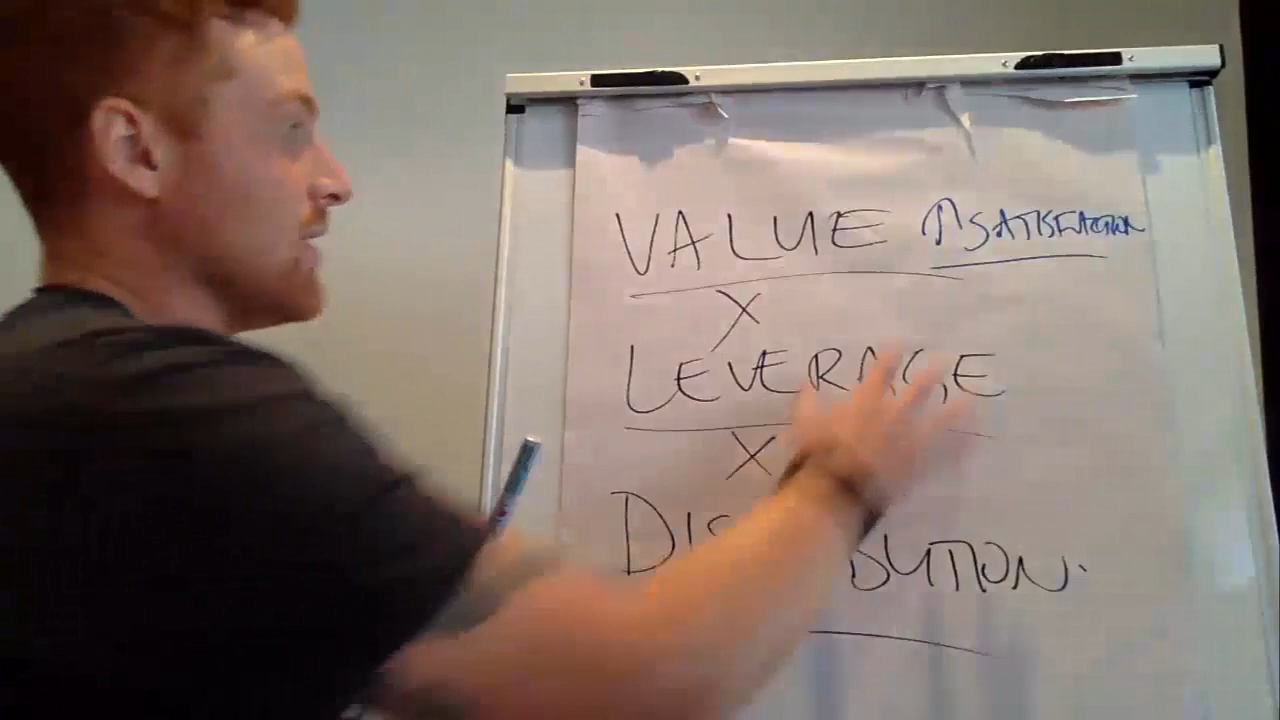 VALUE ↑ SATISFACTION
X
LEVERAGE
X